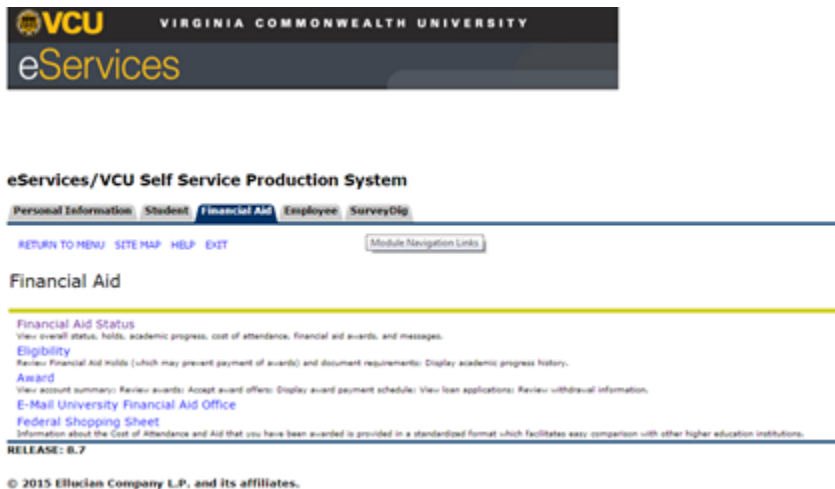 VCU VIRGINIA COMMONWEALTH UNIVERSITY
eServices
eServices/VCU Self Service Production System
Personal Information Student Financial Aid Employee SurveyDig
RETURN TO MENU SITE MAP HELP EXIT Module Navigation Links
Financial Aid
Financial Aid Status
View overall status, holds, academic progress, cost of attendance, financial aid awards, and messages.
Eligibility
Review Financial Aid Holds (which may prevent payment of awards) and document requirements; Display academic progress history.
Award
View account summary; Review awards; Accept award offers; Display award payment schedule; View loan applications; Review withdrawal information.
E-Mail University Financial Aid Office
Federal Shopping Sheet
Information about the Cost of Attendance and Aid that you have been awarded is provided in a standardized format which facilitates easy comparison with other higher education institutions.
RELEASE: 8.7
© 2015 Ellucian Company L.P. and its affiliates.